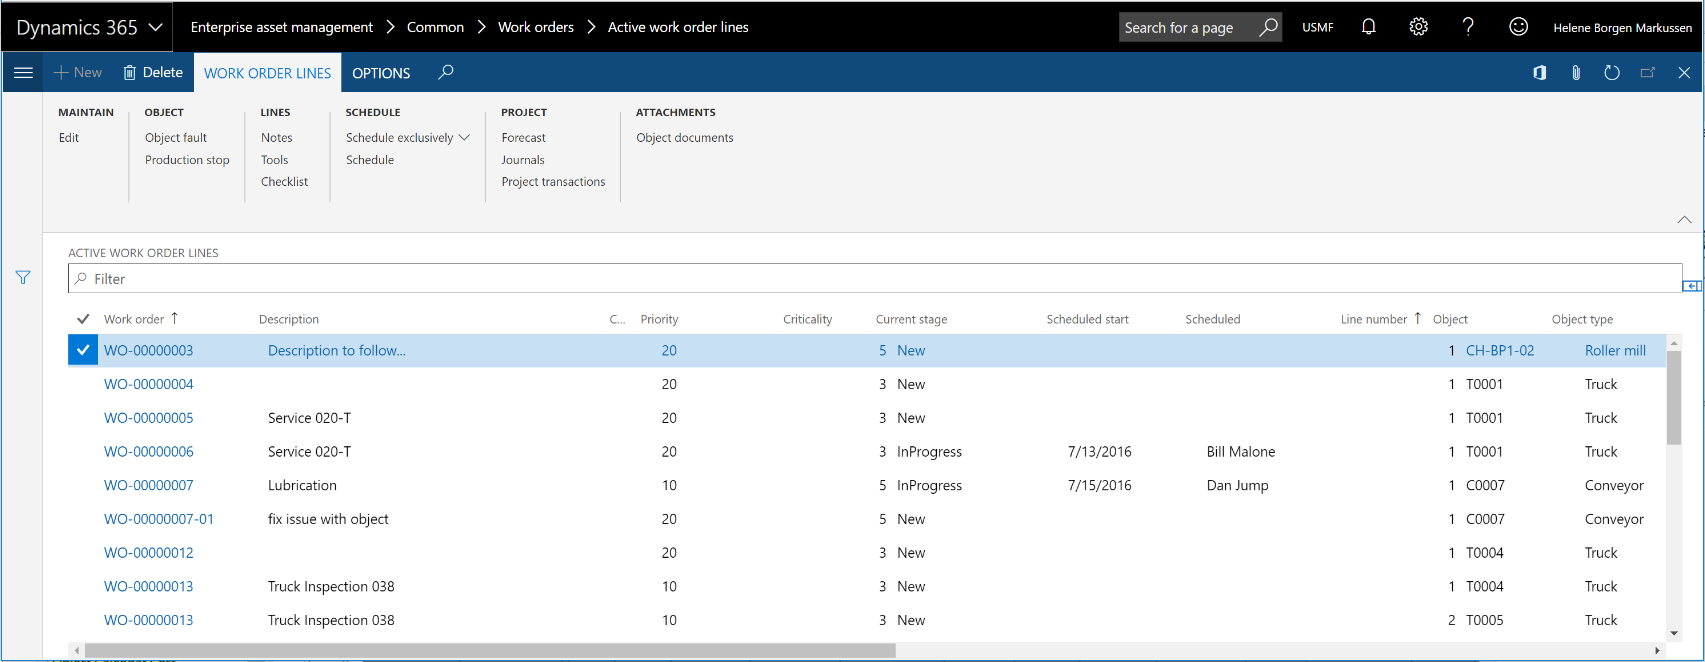 Dynamics 365 Enterprise asset management Common Work orders Active work order lines Search for a page USMF Helene Borgen Markussen
New Delete WORK ORDER LINES OPTIONS
MAINTAIN OBJECT LINES SCHEDULE PROJECT ATTACHMENTS
Edit Object fault Notes Schedule exclusively Forecast Object documents
Production stop Tools Schedule Journals
Checklist Project transactions
ACTIVE WORK ORDER LINES
Filter
Work order Description C... Priority Criticality Current stage Scheduled start Scheduled Line number Object Object type
WO-00000003 Description to follow... 20 5 New 1 CH-BP1-02 Roller mill
WO-00000004 20 3 New 1 T0001 Truck
WO-00000005 Service 020-T 20 3 New 1 T0001 Truck
WO-00000006 Service 020-T 20 3 InProgress 7/13/2016 Bill Malone 1 T0001 Truck
WO-00000007 Lubrication 10 5 InProgress 7/15/2016 Dan Jump 1 C0007 Conveyor
WO-00000007-01 fix issue with object 20 5 New 1 C0007 Conveyor
WO-00000012 20 3 New 1 T0004 Truck
WO-00000013 Truck Inspection 038 10 3 New 1 T0004 Truck
WO-00000013 Truck Inspection 038 10 3 New 2 T0005 Truck